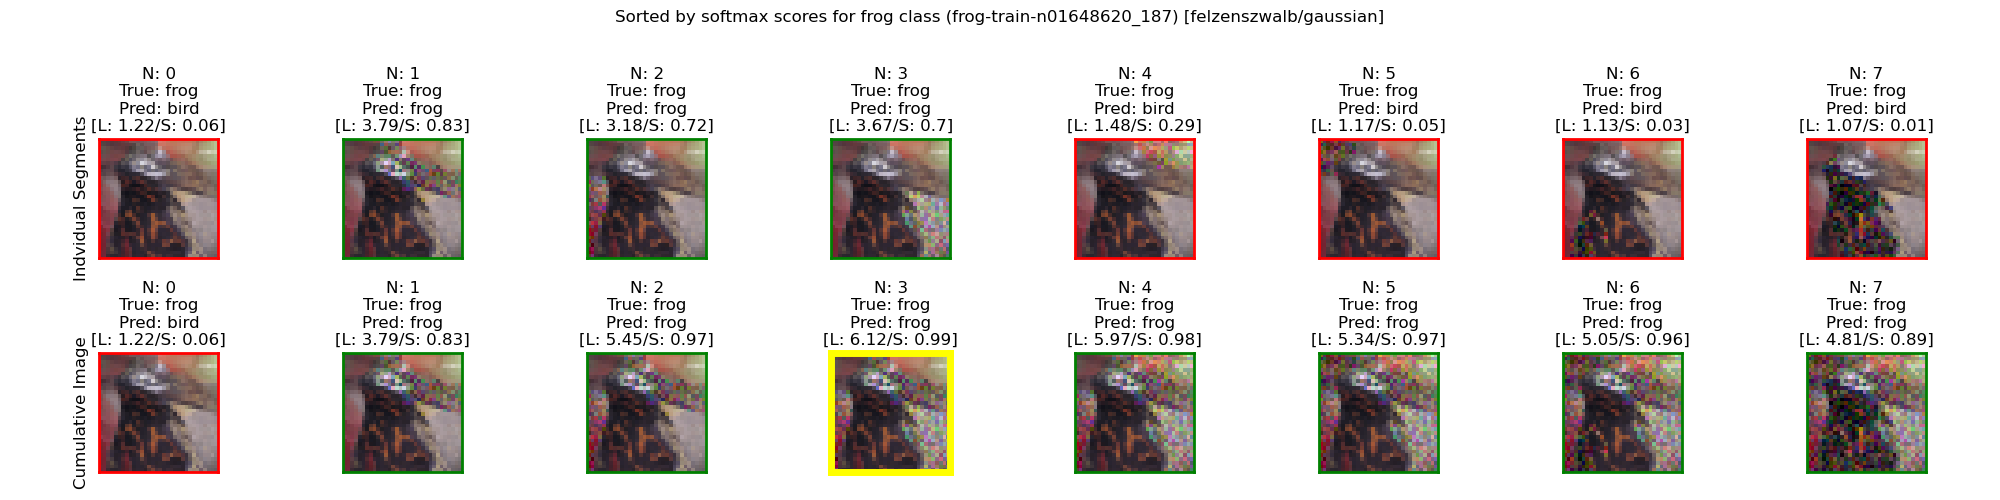 Sorted by softmax scores for frog class (frog-train-n01648620_187) [felzenszwalb/gaussian]
Indvidual Segments
N: 0
True: frog
Pred: bird
[L: 1.22/S: 0.06]
N: 1
True: frog
Pred: frog
[L: 3.79/S: 0.83]
N: 2
True: frog
Pred: frog
[L: 3.18/S: 0.72]
N: 3
True: frog
Pred: frog
[L: 3.67/S: 0.7]
N: 4
True: frog
Pred: bird
[L: 1.48/S: 0.29]
N: 5
True: frog
Pred: bird
[L: 1.17/S: 0.05]
N: 6
True: frog
Pred: bird
[L: 1.13/S: 0.03]
N: 7
True: frog
Pred: bird
[L: 1.07/S: 0.01]
Cumulative Image
N: 0
True: frog
Pred: bird
[L: 1.22/S: 0.06]
N: 1
True: frog
Pred: frog
[L: 3.79/S: 0.83]
N: 2
True: frog
Pred: frog
[L: 5.45/S: 0.97]
N: 3
True: frog
Pred: frog
[L: 6.12/S: 0.99]
N: 4
True: frog
Pred: frog
[L: 5.97/S: 0.98]
N: 5
True: frog
Pred: frog
[L: 5.34/S: 0.97]
N: 6
True: frog
Pred: frog
[L: 5.05/S: 0.96]
N: 7
True: frog
Pred: frog
[L: 4.81/S: 0.89]